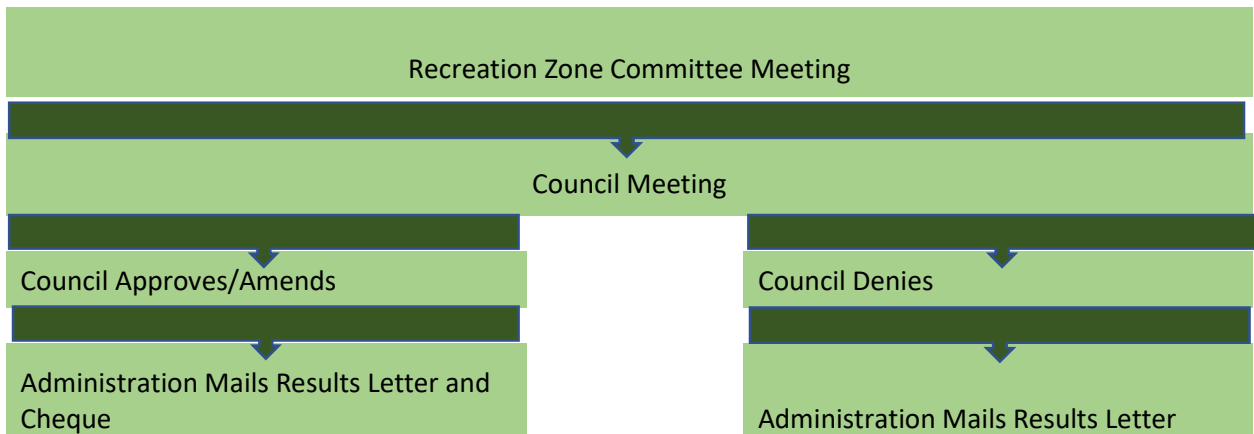 Recreation Zone Committee Meeting
Council Meeting
Council Approves/Amends
Council Denies
Administration Mails Results Letter and
Cheque
Administration Mails Results Letter